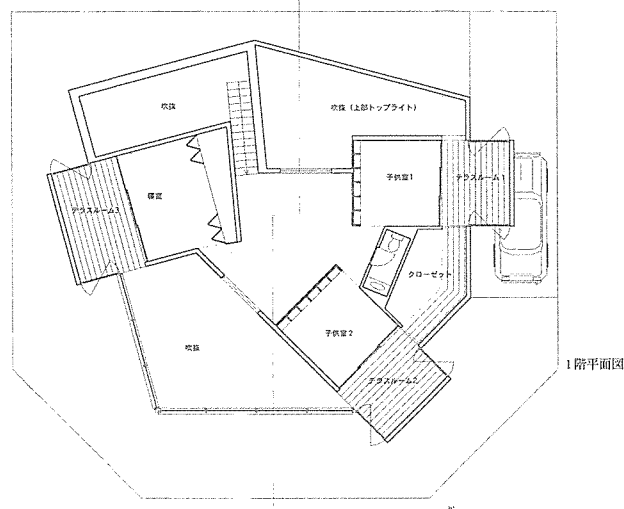 吹抜
吹抜（上部トップライト）
子供室1
テラスルーム1
寝室
テラスルーム3
クローゼット
子供室2
吹抜
テラスルーム2
1階平面図